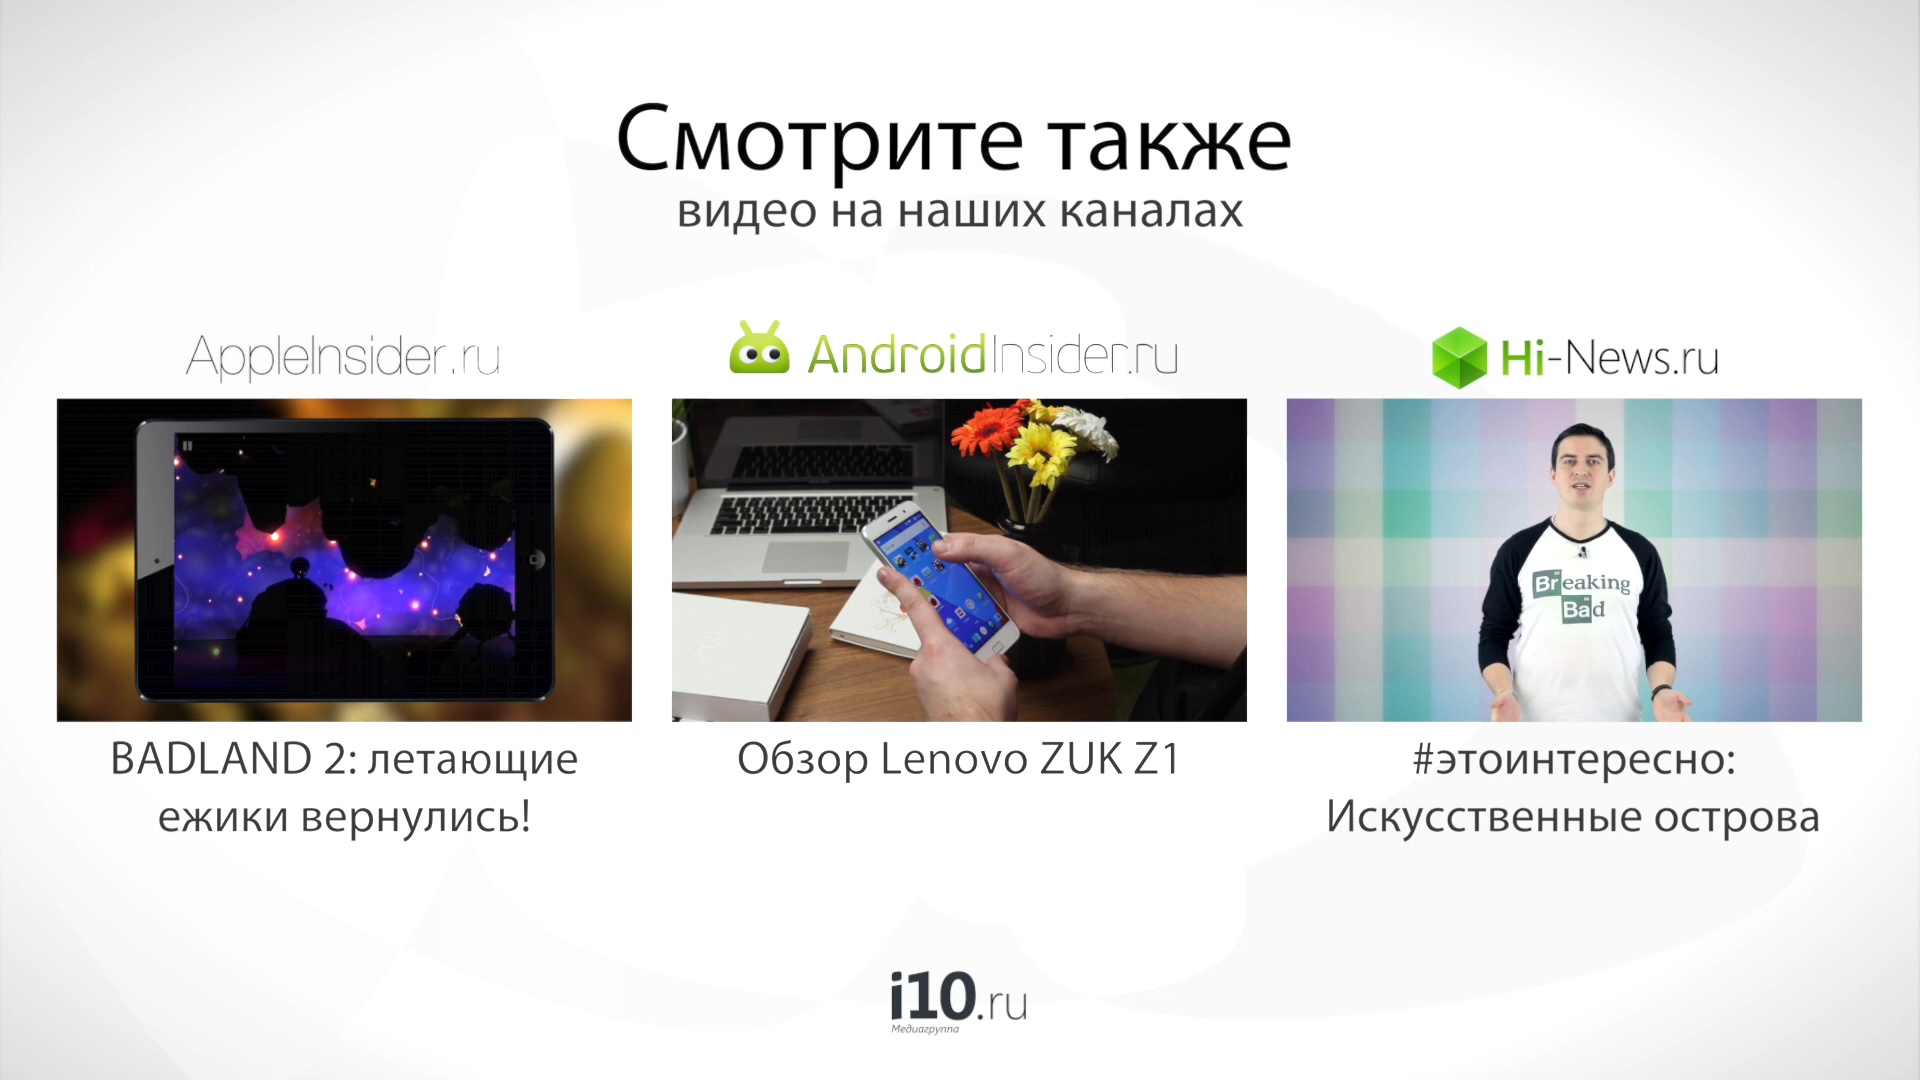 Смотрите также
видео на наших каналах
AppleInsider.ru
AndroidInsider.ru
Hi-News.ru
ZUK
Breaking
Bad
BADLAND 2: летающие
ежики вернулись!
Обзор Lenovo ZUK Z1
#этоинтересно:
Искусственные острова
i10.ru
Медиагруппа